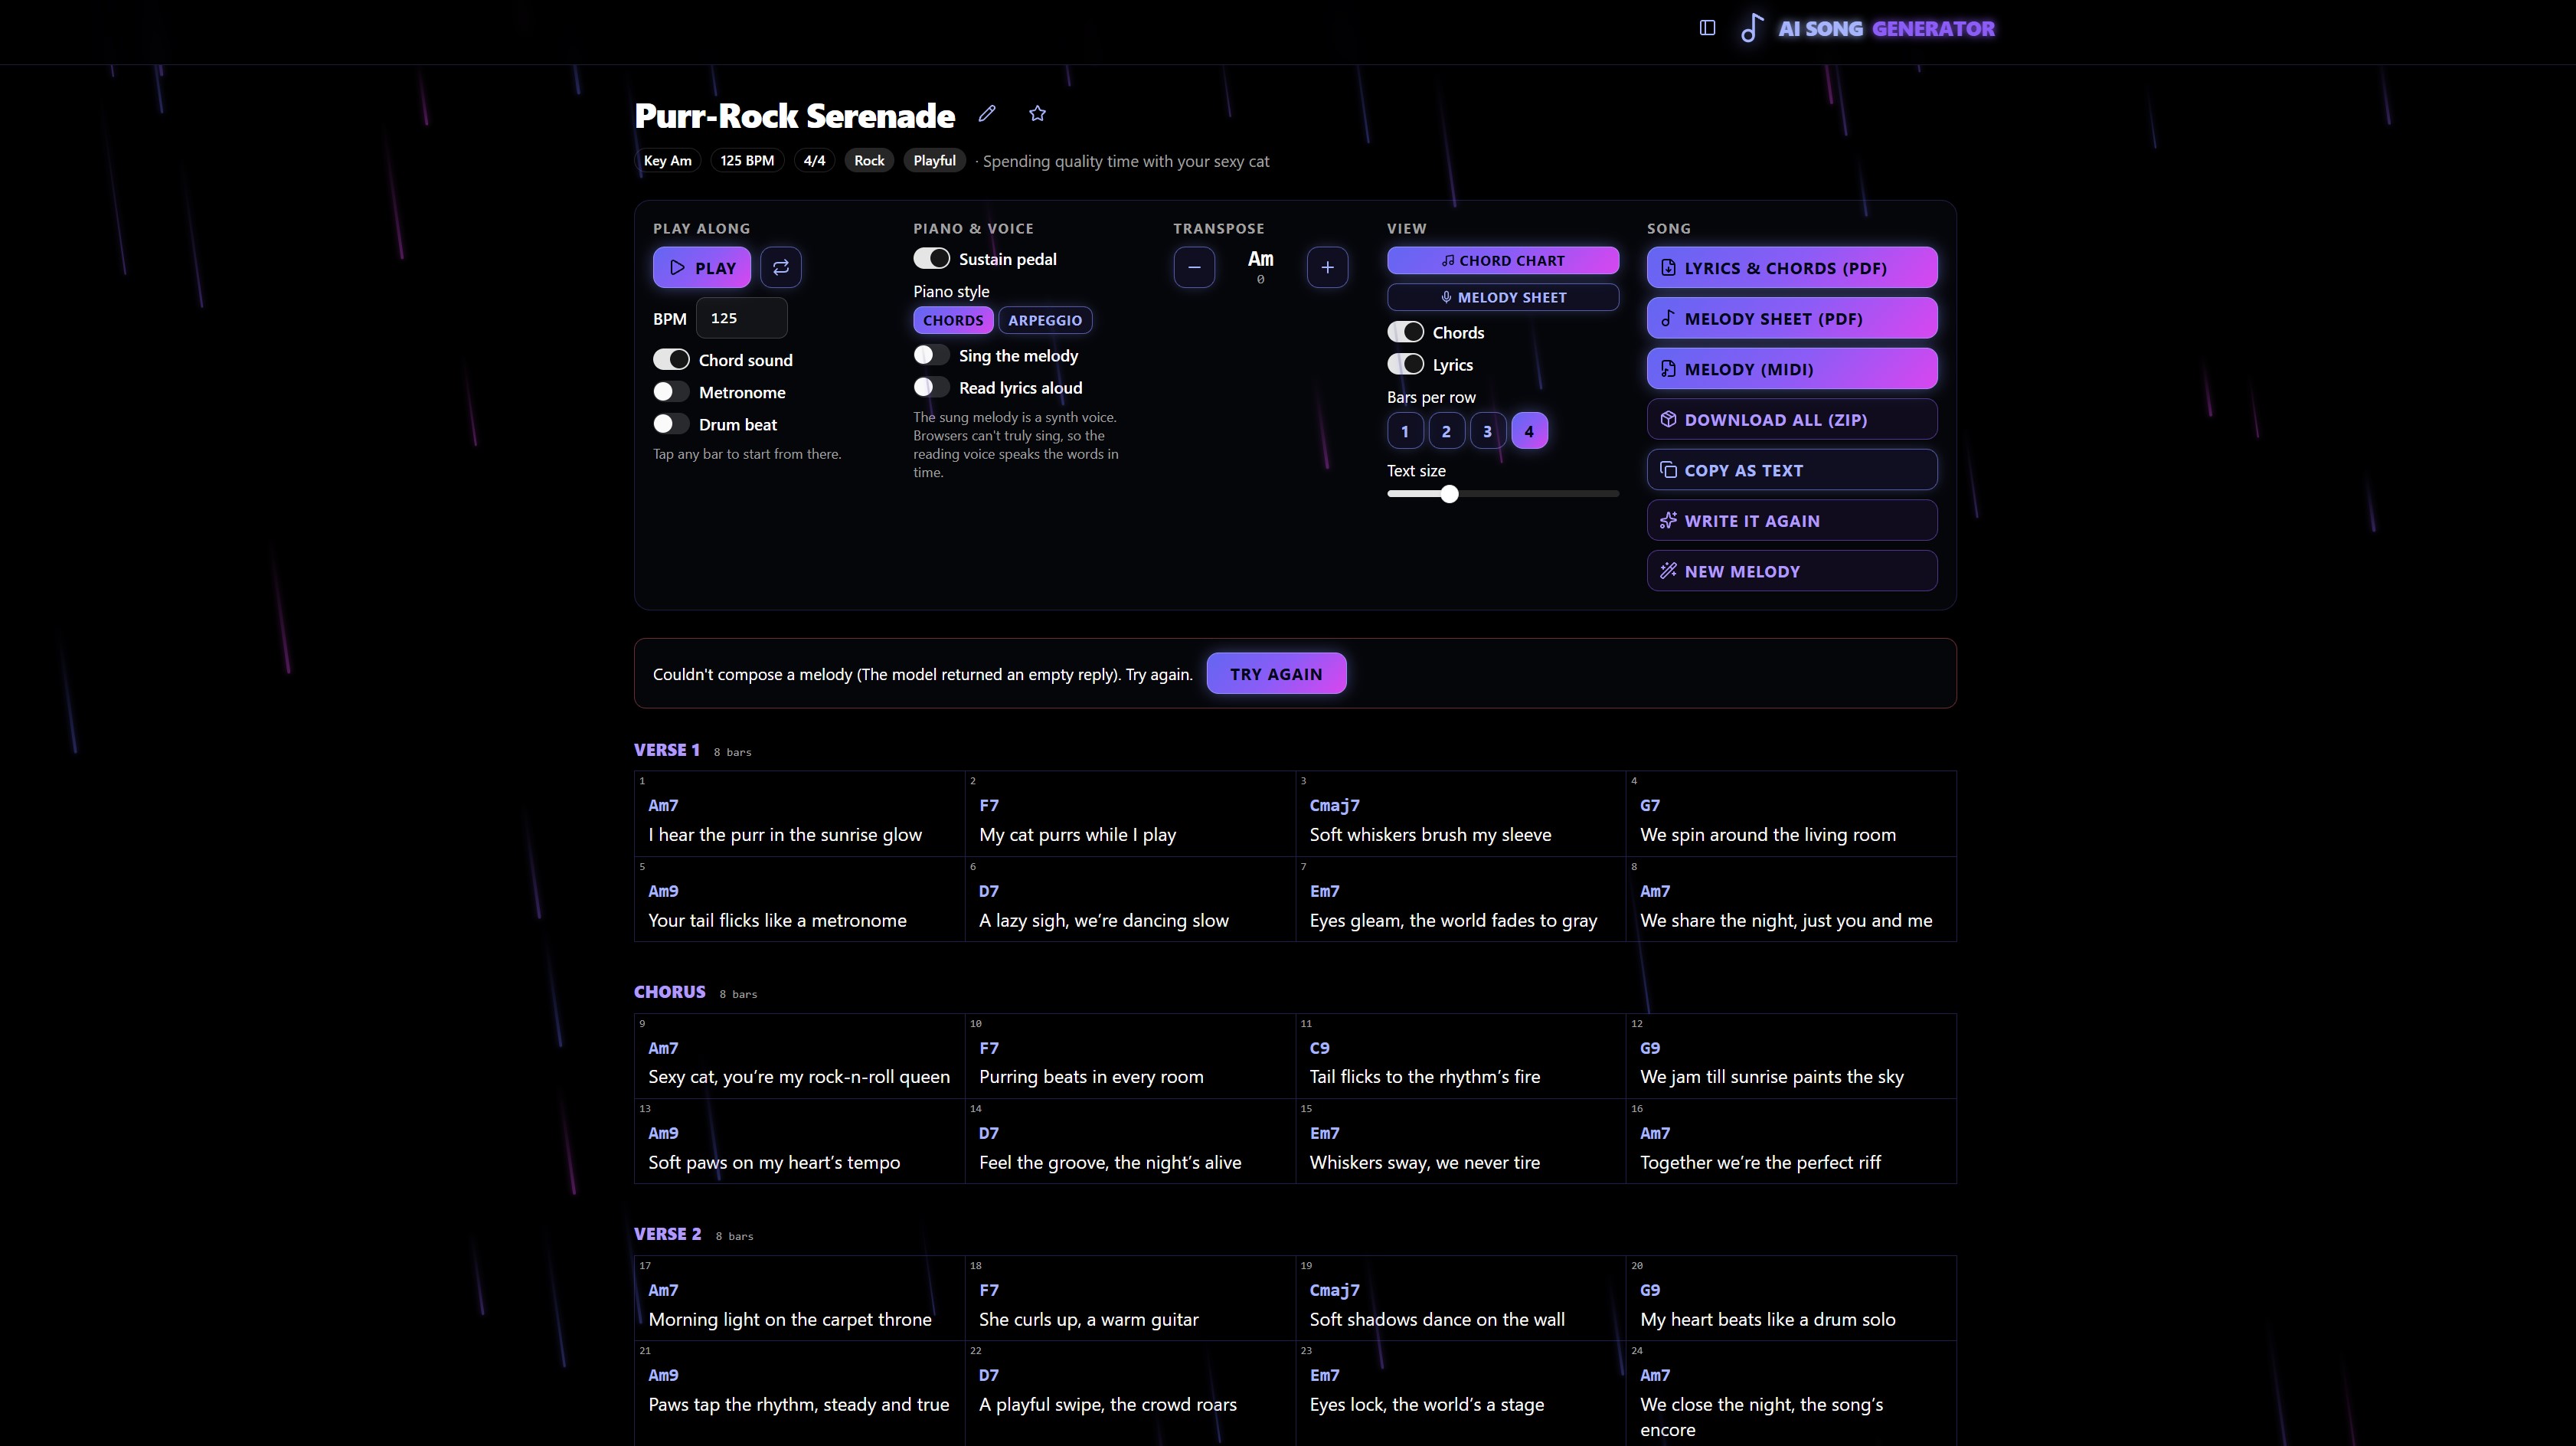 AI SONG GENERATOR
Purr-Rock Serenade
Key Am 125 BPM 4/4 Rock Playful · Spending quality time with your sexy cat
PLAY ALONG
PLAY
BPM 125
Chord sound
Metronome
Drum beat
Tap any bar to start from there.
PIANO & VOICE
Sustain pedal
Piano style
CHORDS ARPEGGIO
Sing the melody
Read lyrics aloud
The sung melody is a synth voice.
Browsers can't truly sing, so the
reading voice speaks the words in
time.
TRANSPOSE
− Am +
0
VIEW
CHORD CHART
MELODY SHEET
Chords
Lyrics
Bars per row
1 2 3 4
Text size
SONG
LYRICS & CHORDS (PDF)
MELODY SHEET (PDF)
MELODY (MIDI)
DOWNLOAD ALL (ZIP)
COPY AS TEXT
WRITE IT AGAIN
NEW MELODY
Couldn't compose a melody (The model returned an empty reply). Try again. TRY AGAIN
VERSE 1 8 bars
1 2 3 4
Am7 F7 Cmaj7 G7
I hear the purr in the sunrise glow My cat purrs while I play Soft whiskers brush my sleeve We spin around the living room
5 6 7 8
Am9 D7 Em7 Am7
Your tail flicks like a metronome A lazy sigh, we’re dancing slow Eyes gleam, the world fades to gray We share the night, just you and me
CHORUS 8 bars
9 10 11 12
Am7 F7 C9 G9
Sexy cat, you’re my rock-n-roll queen Purring beats in every room Tail flicks to the rhythm’s fire We jam till sunrise paints the sky
13 14 15 16
Am9 D7 Em7 Am7
Soft paws on my heart’s tempo Feel the groove, the night’s alive Whiskers sway, we never tire Together we’re the perfect riff
VERSE 2 8 bars
17 18 19 20
Am7 F7 Cmaj7 G9
Morning light on the carpet throne She curls up, a warm guitar Soft shadows dance on the wall My heart beats like a drum solo
21 22 23 24
Am9 D7 Em7 Am7
Paws tap the rhythm, steady and true A playful swipe, the crowd roars Eyes lock, the world’s a stage We close the night, the song’s
encore